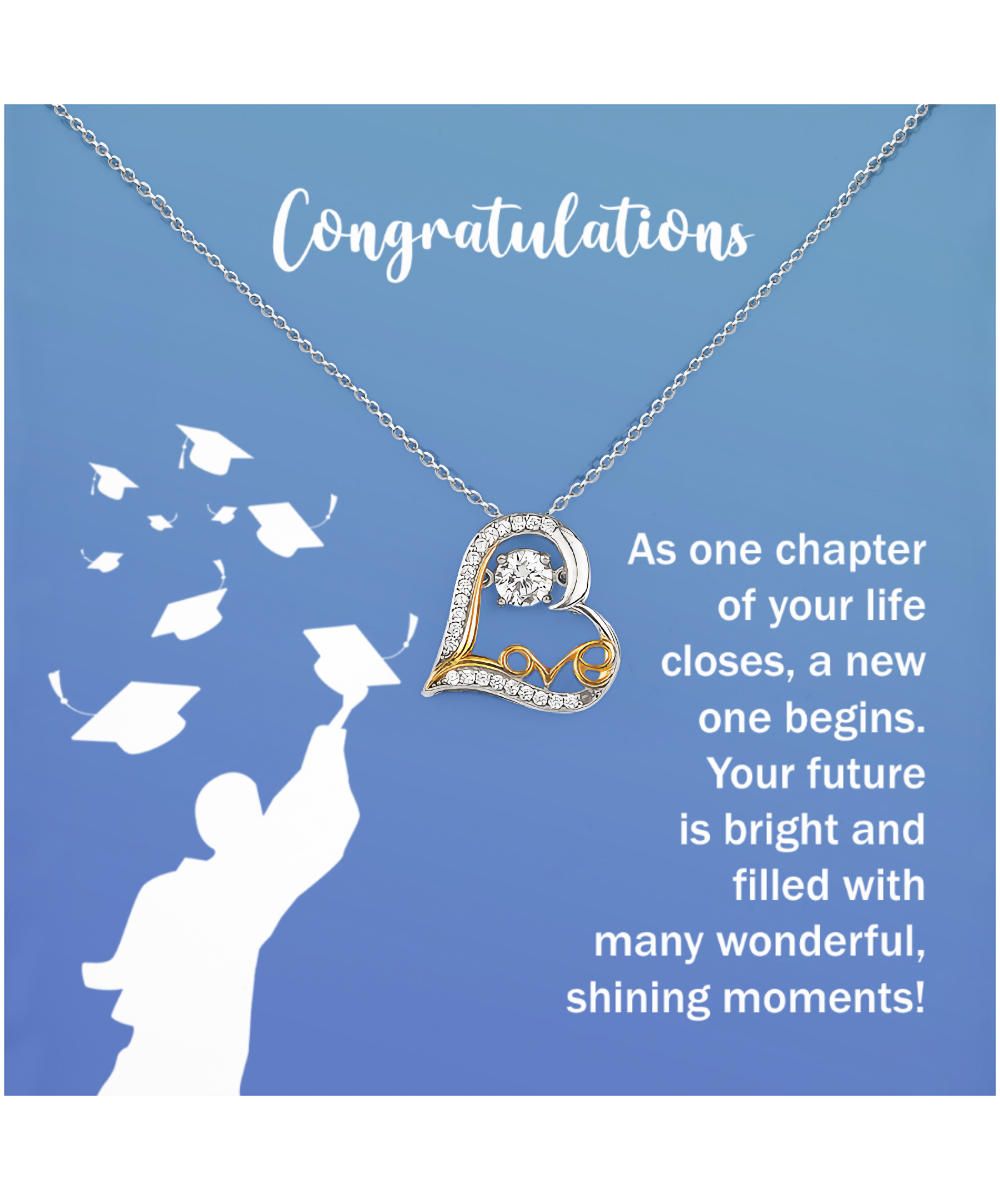 Congratulations
love
As one chapter
of your life
closes, a new
one begins.
Your future
is bright and
filled with
many wonderful,
shining moments!